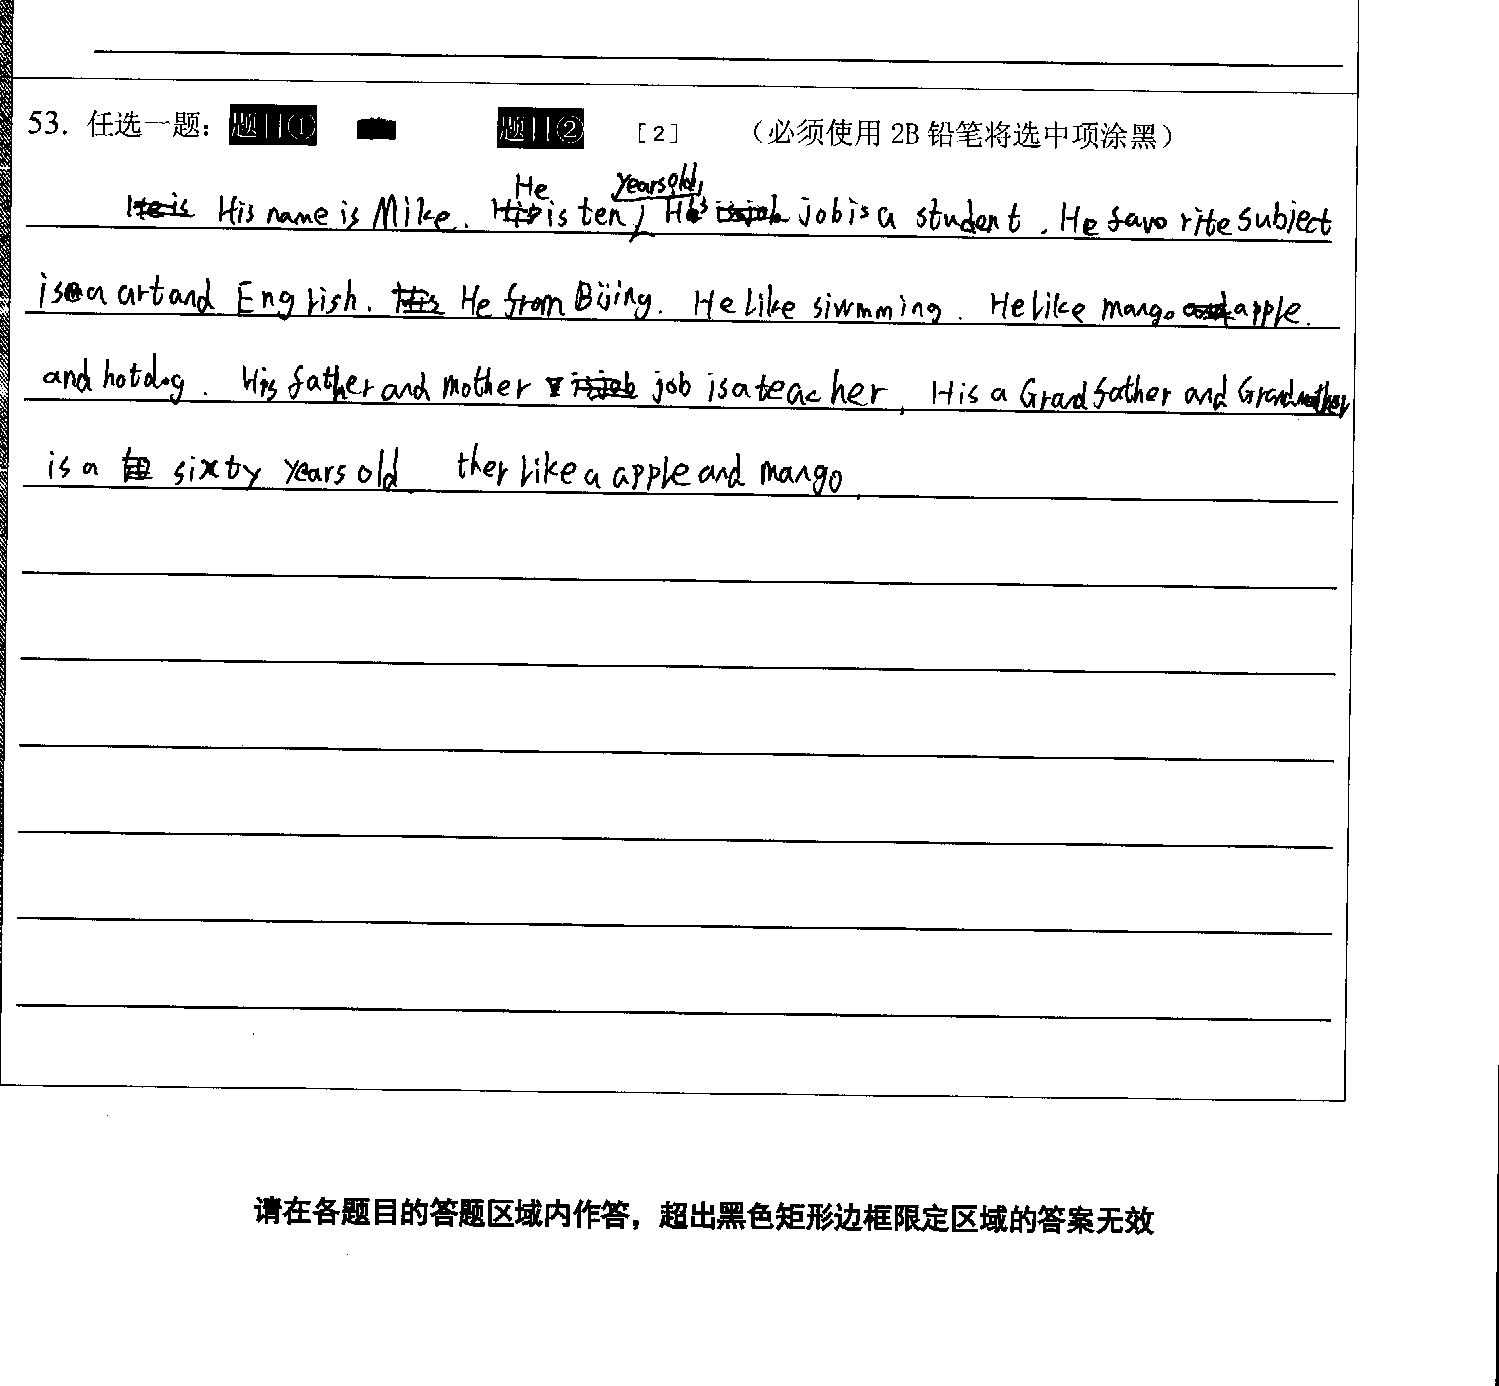 53. 任选一题： 题目① 题目② [2] （必须使用 2B 铅笔将选中项涂黑）
His name is Mike. He is ten years old, His job is a student. He favorite subject
is a art and English. He from Bijing. He like siwmming. He like mango apple.
and hotdog. His father and mother job is a teacher. His a Grandfather and Grandmother
is a sixty years old. ther like a apple and mango.
请在各题目的答题区域内作答，超出黑色矩形边框限定区域的答案无效